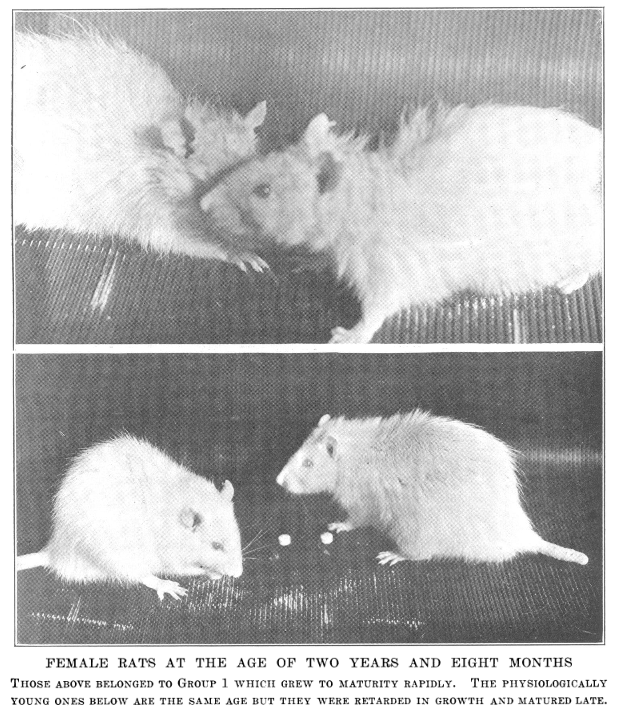 FEMALE RATS AT THE AGE OF TWO YEARS AND EIGHT MONTHS
THOSE ABOVE BELONGED TO GROUP 1 WHICH GREW TO MATURITY RAPIDLY. THE PHYSIOLOGICALLY
YOUNG ONES BELOW ARE THE SAME AGE BUT THEY WERE RETARDED IN GROWTH AND MATURED LATE.